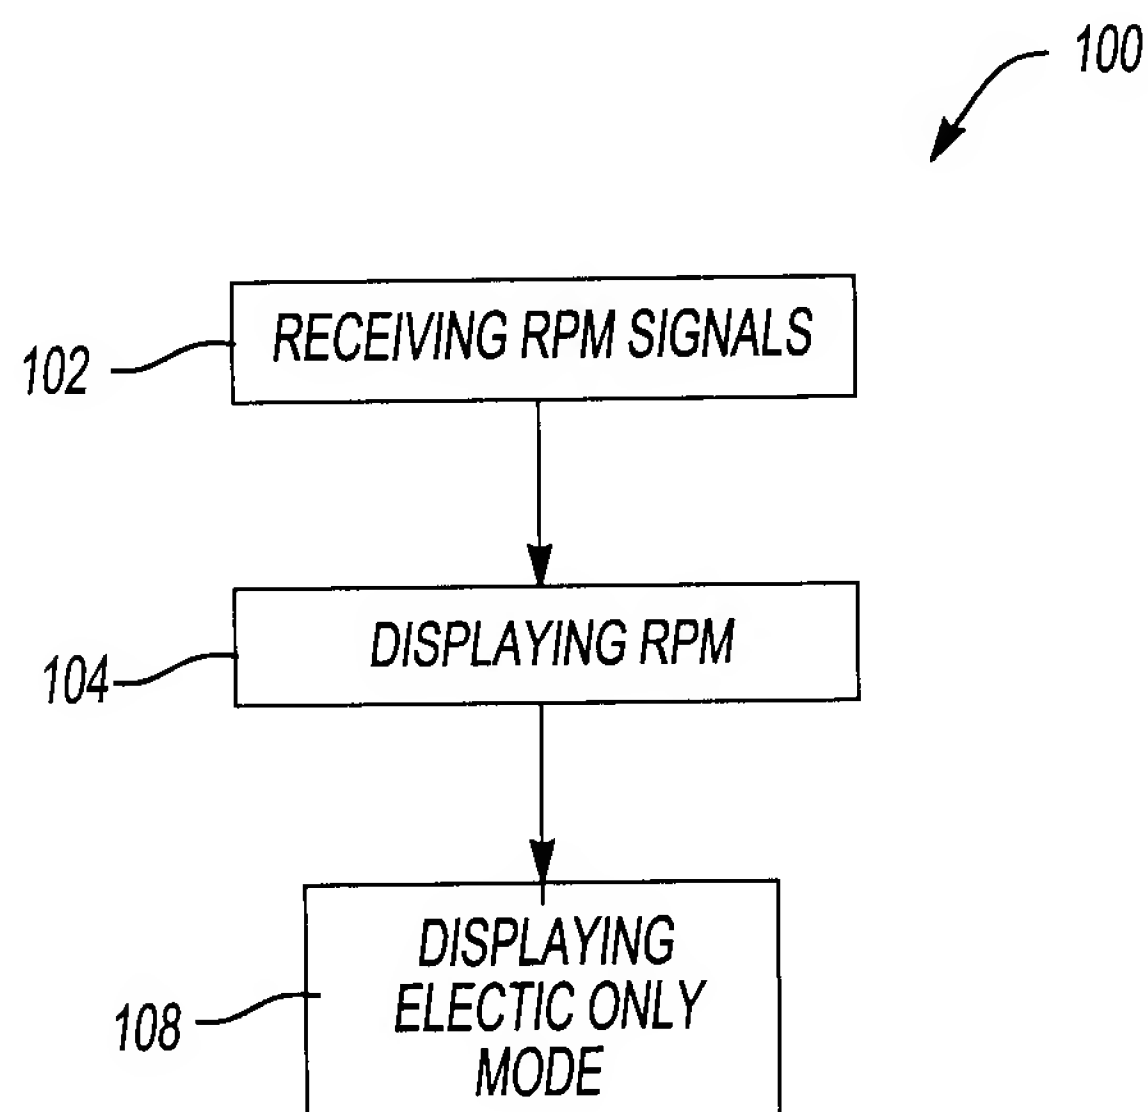 100
RECEIVING RPM SIGNALS
102
DISPLAYING RPM
104
DISPLAYING
ELECTIC ONLY
MODE
108